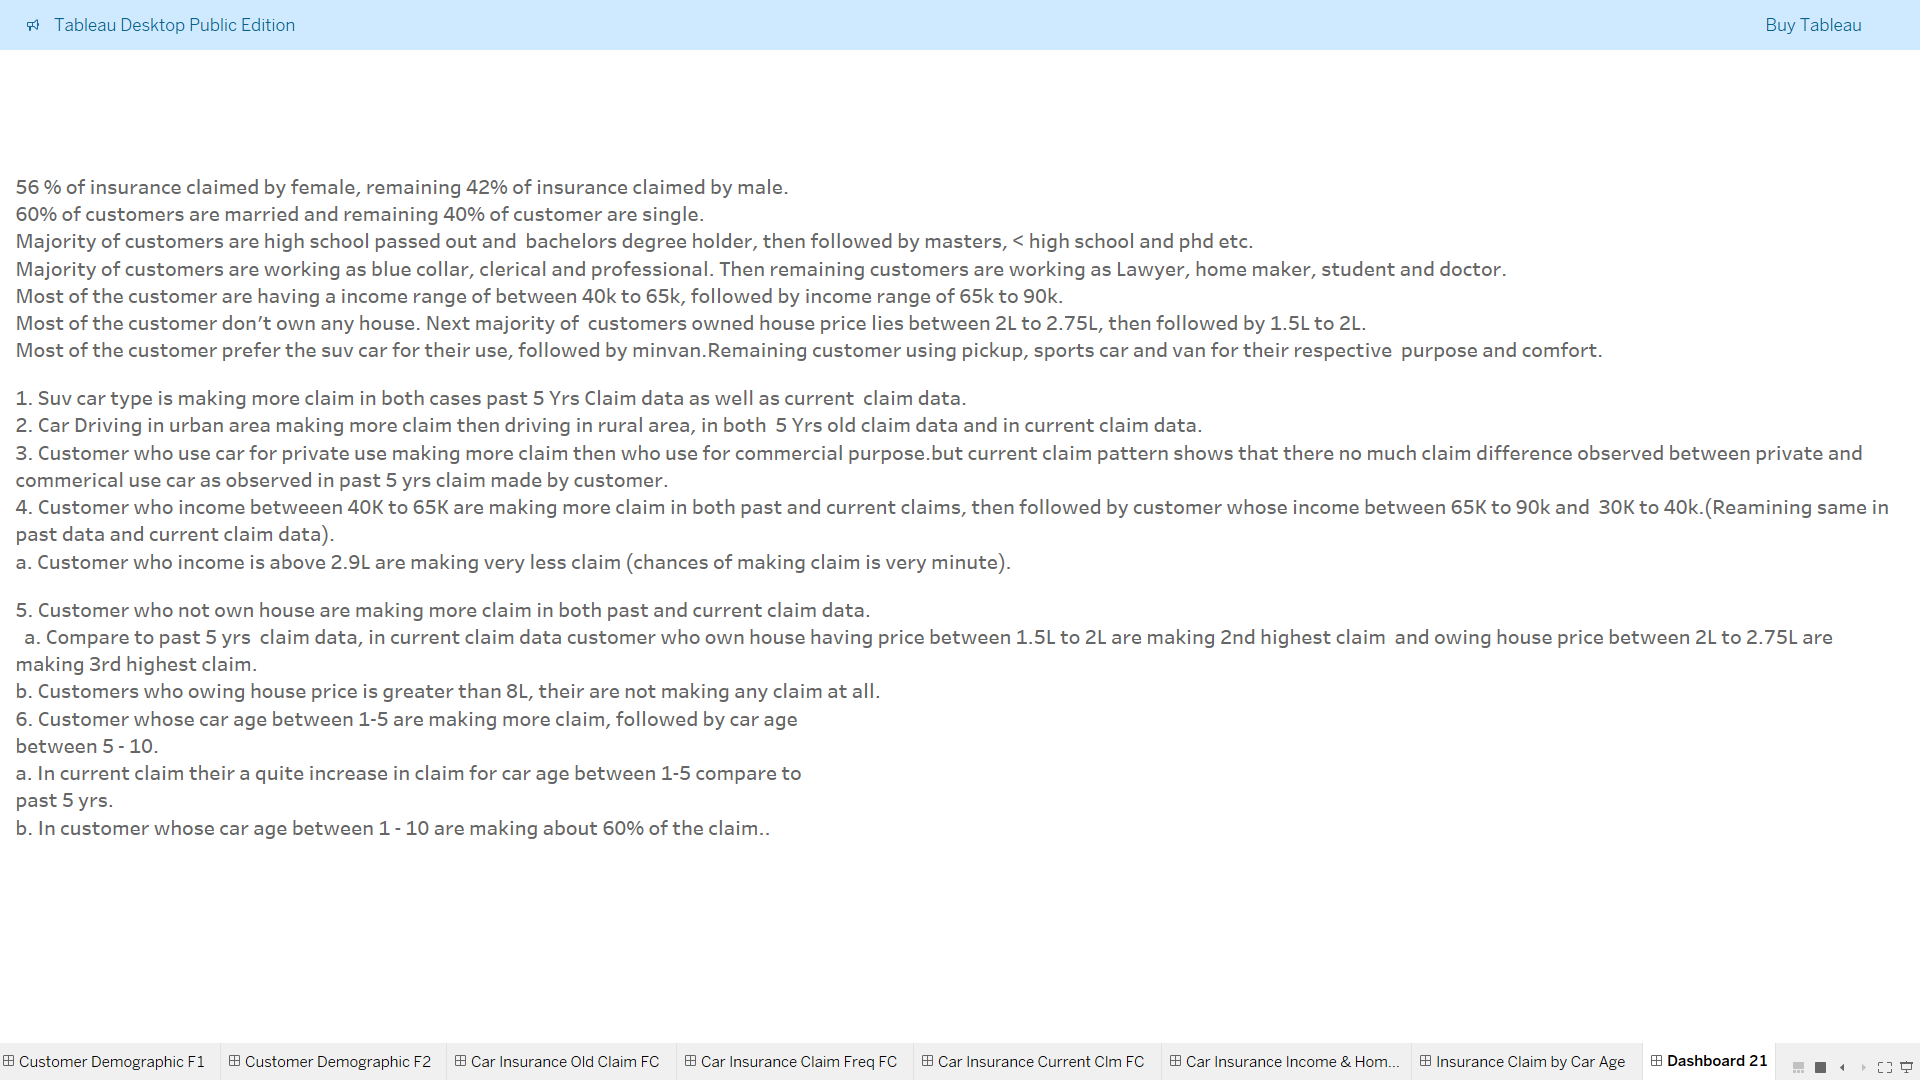 Tableau Desktop Public Edition
Buy Tableau
56 % of insurance claimed by female, remaining 42% of insurance claimed by male.
60% of customers are married and remaining 40% of customer are single.
Majority of customers are high school passed out and  bachelors degree holder, then followed by masters, < high school and phd etc.
Majority of customers are working as blue collar, clerical and professional. Then remaining customers are working as Lawyer, home maker, student and doctor.
Most of the customer are having a income range of between 40k to 65k, followed by income range of 65k to 90k.
Most of the customer don’t own any house. Next majority of  customers owned house price lies between 2L to 2.75L, then followed by 1.5L to 2L.
Most of the customer prefer the suv car for their use, followed by minvan.Remaining customer using pickup, sports car and van for their respective  purpose and comfort.
1. Suv car type is making more claim in both cases past 5 Yrs Claim data as well as current  claim data.
2. Car Driving in urban area making more claim then driving in rural area, in both  5 Yrs old claim data and in current claim data.
3. Customer who use car for private use making more claim then who use for commercial purpose.but current claim pattern shows that there no much claim difference observed between private and
commerical use car as observed in past 5 yrs claim made by customer.
4. Customer who income betweeen 40K to 65K are making more claim in both past and current claims, then followed by customer whose income between 65K to 90k and  30K to 40k.(Reamining same in
past data and current claim data).
a. Customer who income is above 2.9L are making very less claim (chances of making claim is very minute).
5. Customer who not own house are making more claim in both past and current claim data.
a. Compare to past 5 yrs  claim data, in current claim data customer who own house having price between 1.5L to 2L are making 2nd highest claim  and owing house price between 2L to 2.75L are
making 3rd highest claim.
b. Customers who owing house price is greater than 8L, their are not making any claim at all.
6. Customer whose car age between 1-5 are making more claim, followed by car age
between 5 - 10.
a. In current claim their a quite increase in claim for car age between 1-5 compare to
past 5 yrs.
b. In customer whose car age between 1 - 10 are making about 60% of the claim..
Customer Demographic F1
Customer Demographic F2
Car Insurance Old Claim FC
Car Insurance Claim Freq FC
Car Insurance Current Clm FC
Car Insurance Income & Hom...
Insurance Claim by Car Age
Dashboard 21